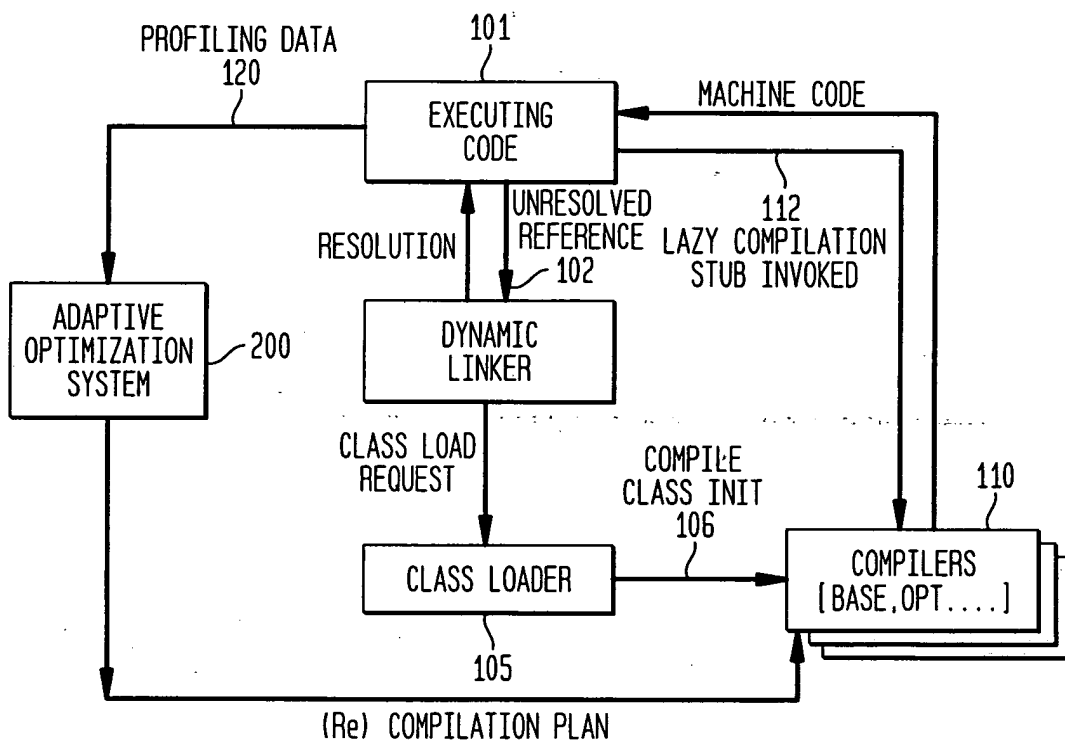 PROFILING DATA
120
101
EXECUTING
CODE
MACHINE CODE
112
LAZY COMPILATION
STUB INVOKED
RESOLUTION
UNRESOLVED
REFERENCE
102
ADAPTIVE
OPTIMIZATION
SYSTEM
200
DYNAMIC
LINKER
CLASS LOAD
REQUEST
COMPILE
CLASS INIT
106
110
CLASS LOADER
105
COMPILERS
[BASE,OPT....]
(Re) COMPILATION PLAN